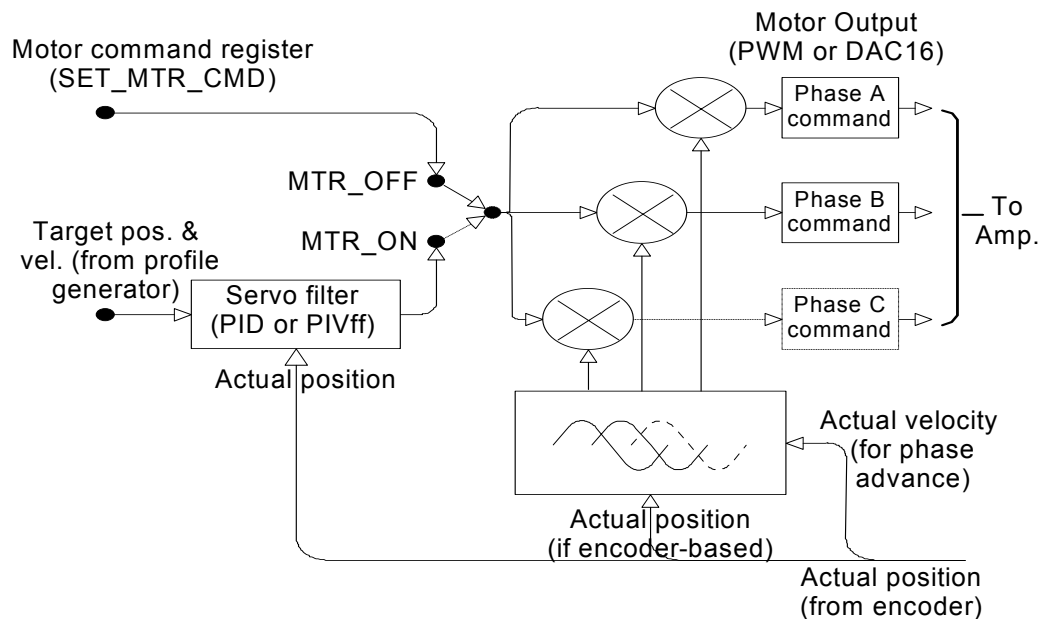 Motor command register
(SET_MTR_CMD)
Motor Output
(PWM or DAC16)
Phase A
command
MTR_OFF
Phase B
command
To
Amp.
MTR_ON
Target pos. &
vel. (from profile
generator)
Servo filter
(PID or PIVff)
Phase C
command
Actual position
Actual velocity
(for phase
advance)
Actual position
(if encoder-based)
Actual position
(from encoder)